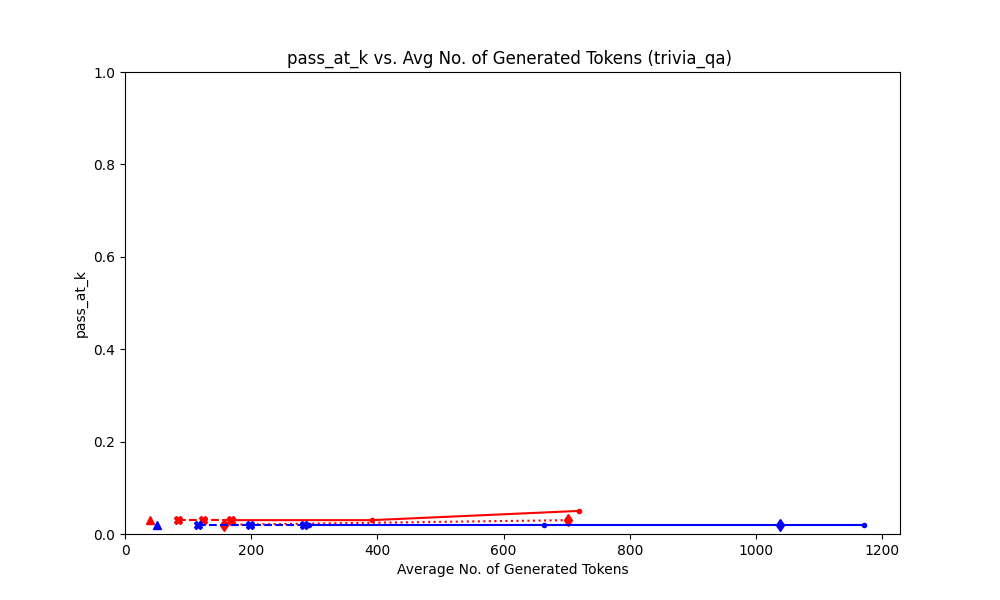 pass_at_k vs. Avg No. of Generated Tokens (trivia_qa)
1.0
0.8
0.6
0.4
0.2
0.0
pass_at_k
0 200 400 600 800 1000 1200
Average No. of Generated Tokens